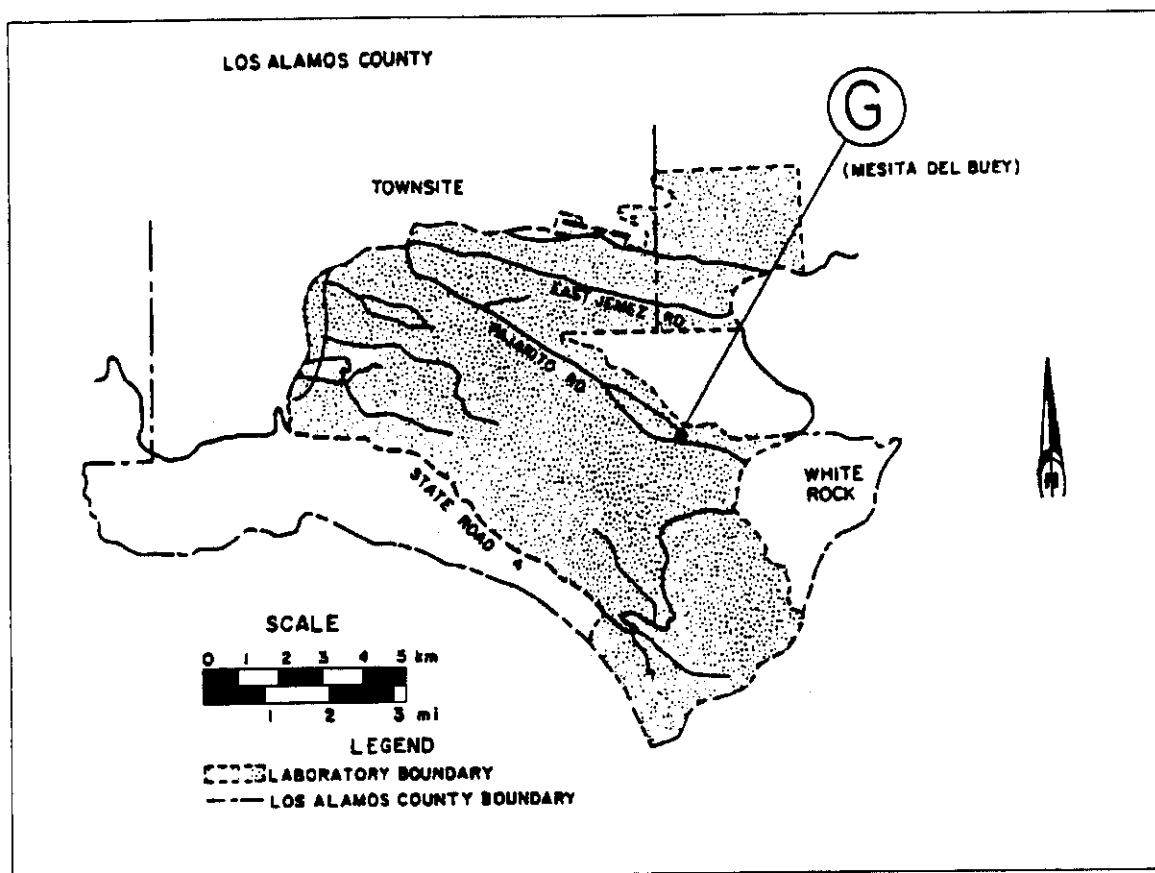 LOS ALAMOS COUNTY
G
(MESITA DEL BUEY)
TOWNSITE
EAST JEMEZ RD.
PAJARITO RD.
STATE ROAD 4
WHITE
ROCK
N
SCALE
0 1 2 3 4 5 km
1 2 3 mi
LEGEND
LABORATORY BOUNDARY
LOS ALAMOS COUNTY BOUNDARY